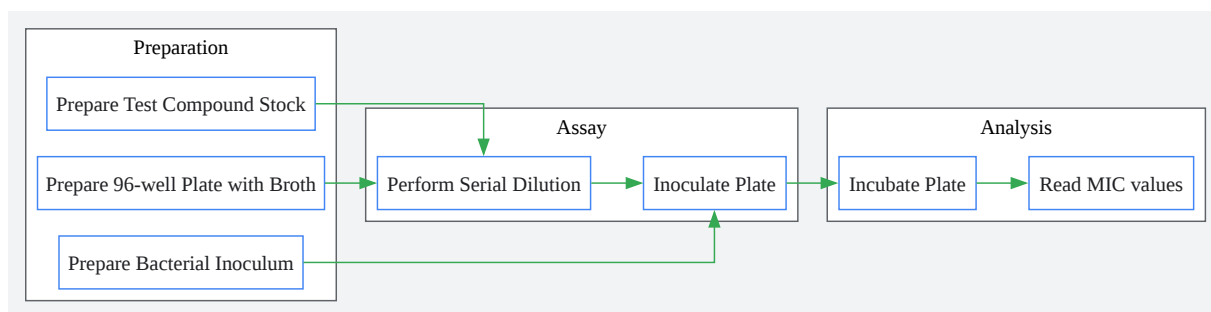 Preparation
Prepare Test Compound Stock
Prepare 96-well Plate with Broth
Prepare Bacterial Inoculum
Assay
Perform Serial Dilution
Inoculate Plate
Analysis
Incubate Plate
Read MIC values